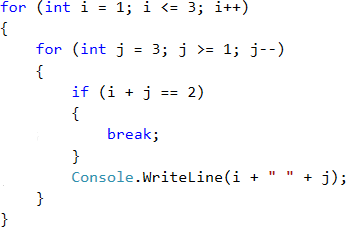 for (int i = 1; i <= 3; i++)
{
    for (int j = 3; j >= 1; j--)
    {
        if (i + j == 2)
        {
            break;
        }
        Console.WriteLine(i + " " + j);
    }
}